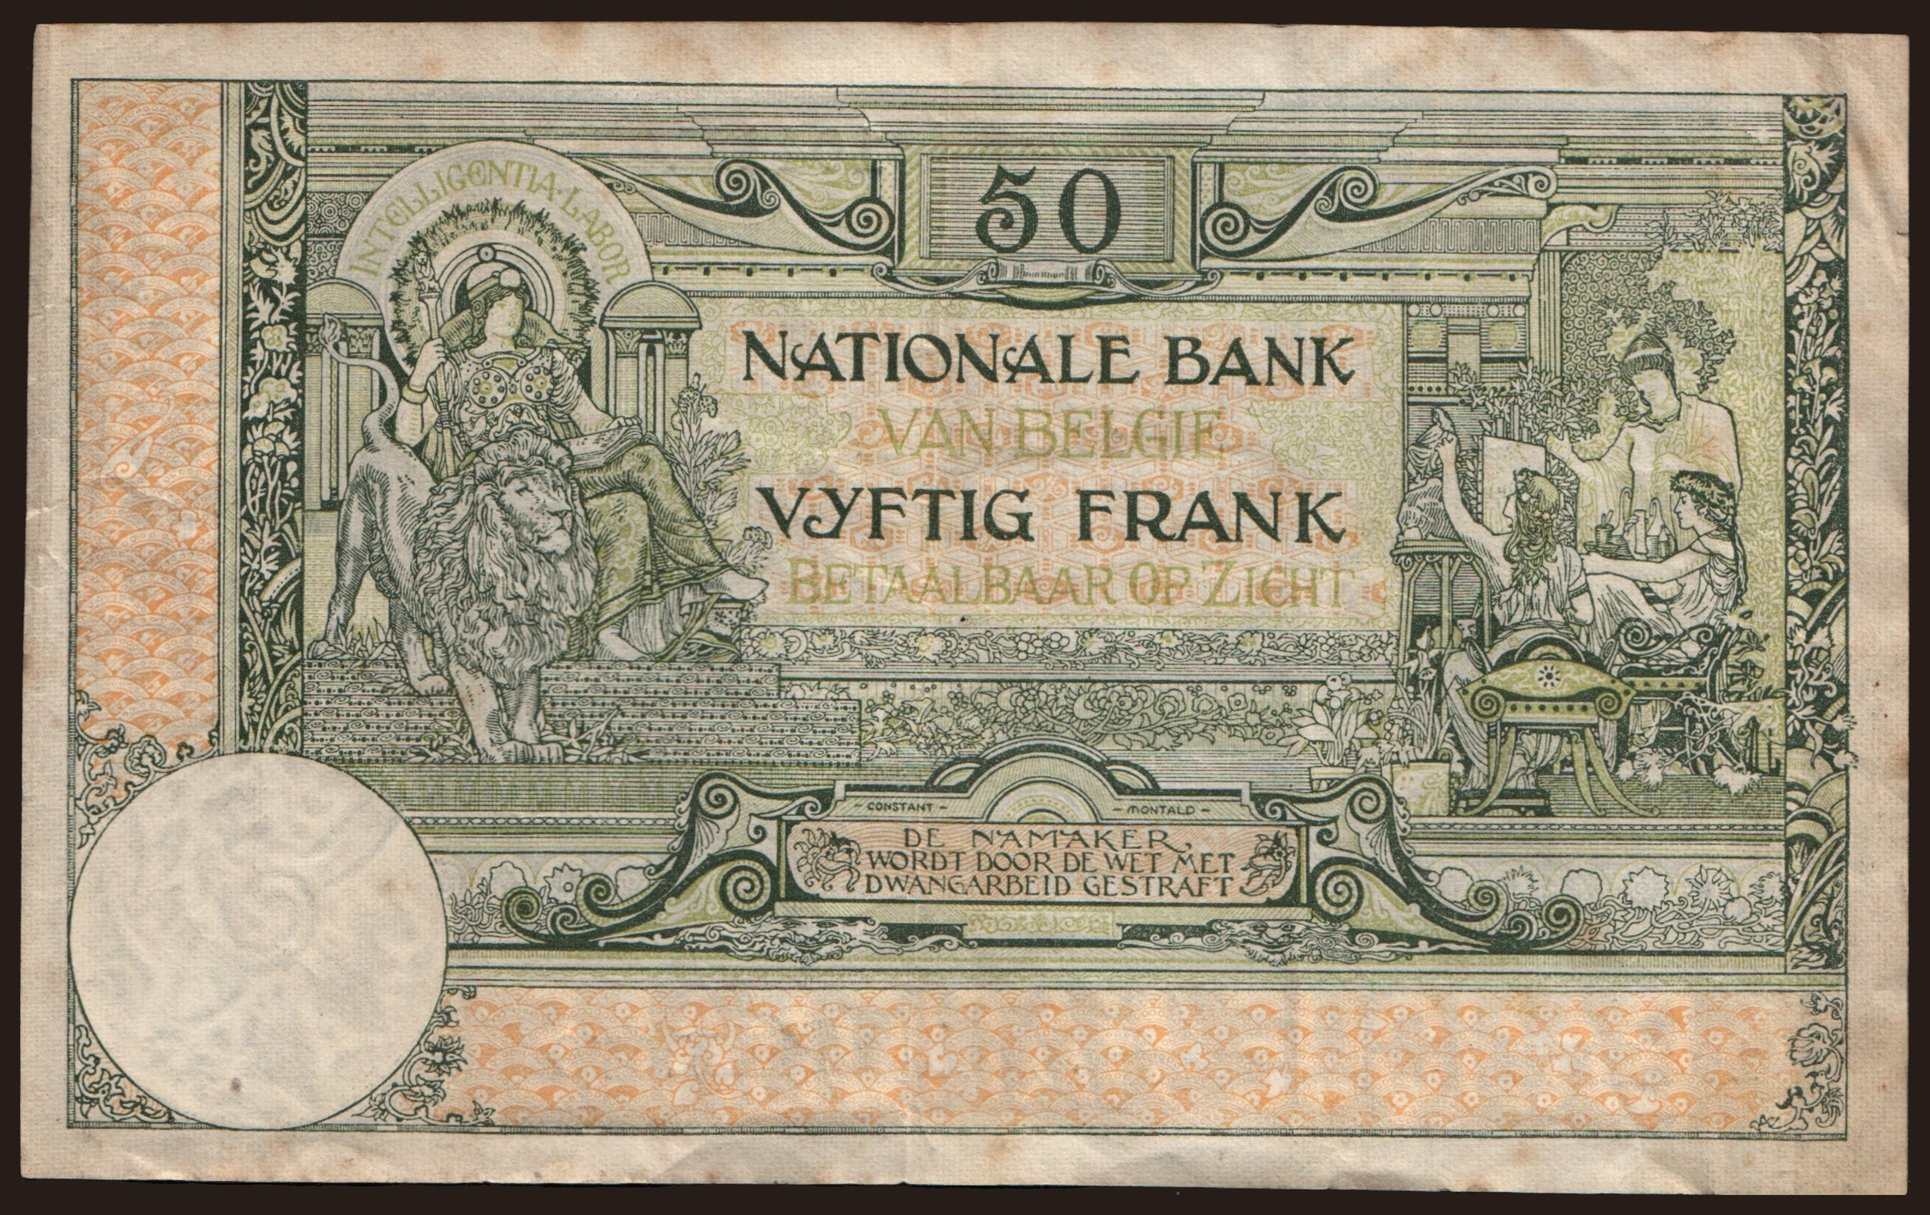 INTELLIGENTIA·LABOR
50
NATIONALE BANK
VAN BELGIE
VYFTIG FRANK
BETAALBAAR OP ZICHT
- CONSTANT - - MONTALD -
DE NAMAKER
WORDT DOOR DE WET MET
DWANGARBEID GESTRAFT